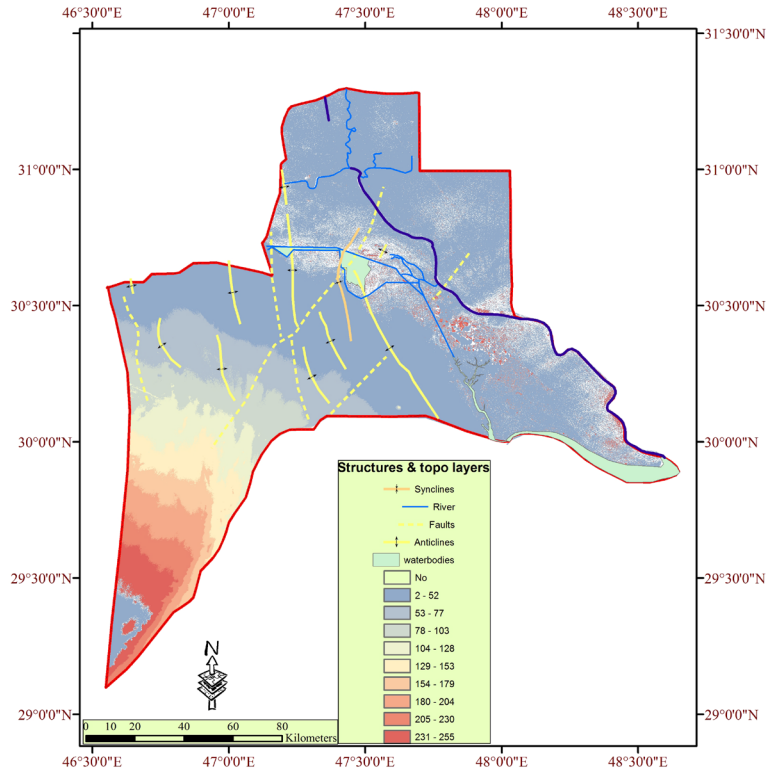 46°30'0"E 47°0'0"E 47°30'0"E 48°0'0"E 48°30'0"E
31°30'0"N
31°0'0"N 31°0'0"N
30°30'0"N 30°30'0"N
30°0'0"N 30°0'0"N
Structures & topo layers
Synclines
River
Faults
Anticlines
waterbodies
No
2 - 52
53 - 77
78 - 103
104 - 128
129 - 153
154 - 179
180 - 204
205 - 230
231 - 255
29°30'0"N 29°30'0"N
N
29°0'0"N 29°0'0"N
0 10 20 40 60 80
Kilometers
46°30'0"E 47°0'0"E 47°30'0"E 48°0'0"E 48°30'0"E